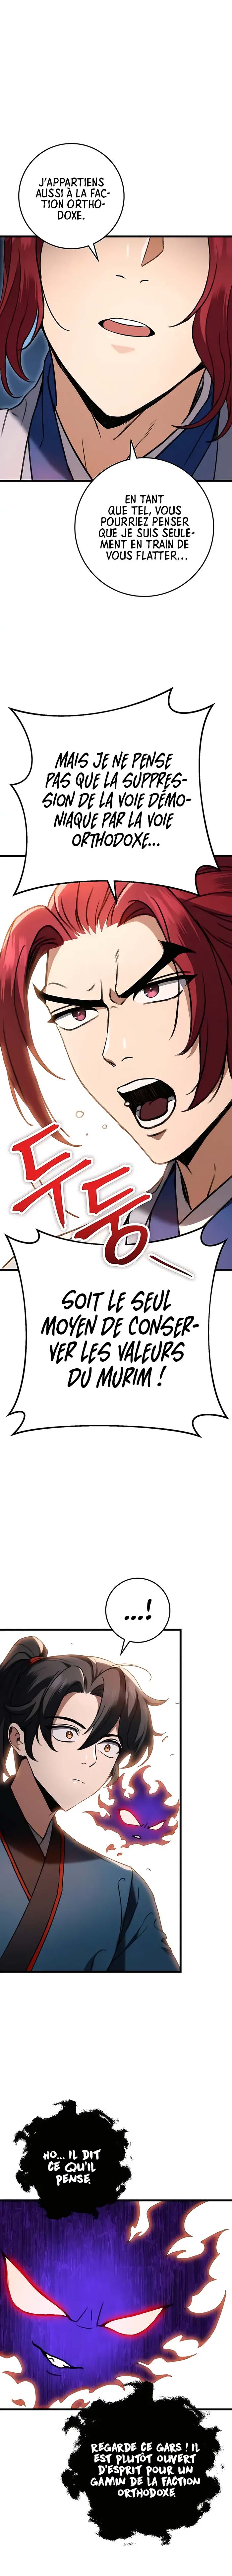 J'APPARTIENS
AUSSI À LA FAC-
TION ORTHO-
DOXE.
EN TANT
QUE TEL, VOUS
POURRIEZ PENSER
QUE JE SUIS SEULE-
MENT EN TRAIN DE
VOUS FLATTER...
MAIS JE NE PENSE
PAS QUE LA SUPPRES-
SION DE LA VOIE DÉMO-
NIAQUE PAR LA VOIE
ORTHODOXE...
두둥
SOIT LE SEUL
MOYEN DE CONSER-
VER LES VALEURS
DU MURIM !
...!
HO... IL DIT
CE QU'IL
PENSE.
REGARDE CE GARS ! IL
EST PLUTÔT OUVERT
D'ESPRIT POUR UN
GAMIN DE LA FACTION
ORTHODOXE.